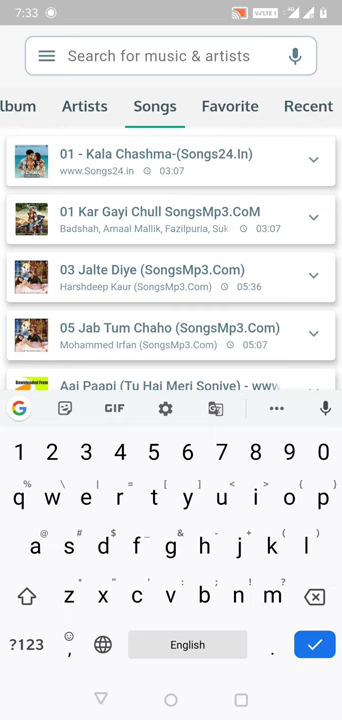 7:33
VoLTE 1 4G
Search for music & artists
lbum Artists Songs Favorite Recent
01 - Kala Chashma-(Songs24.In)
www.Songs24.in 03:07
01 Kar Gayi Chull SongsMp3.CoM
Badshah, Amaal Mallik, Fazilpuria, Suk 03:07
03 Jalte Diye (SongsMp3.Com)
Harshdeep Kaur (SongsMp3.Com) 05:36
05 Jab Tum Chaho (SongsMp3.Com)
Mohammed Irfan (SongsMp3.Com) 05:07
Aaj Paapi (Tu Hai Meri Soniye) - www
G GIF
1 2 3 4 5 6 7 8 9 0
% \ | = [ ] < > { }
q w e r t y u i o p
@ # $ _ & - + ( )
a s d f g h j k l
* " ' : ; ! ?
z x c v b n m
?123 , English .